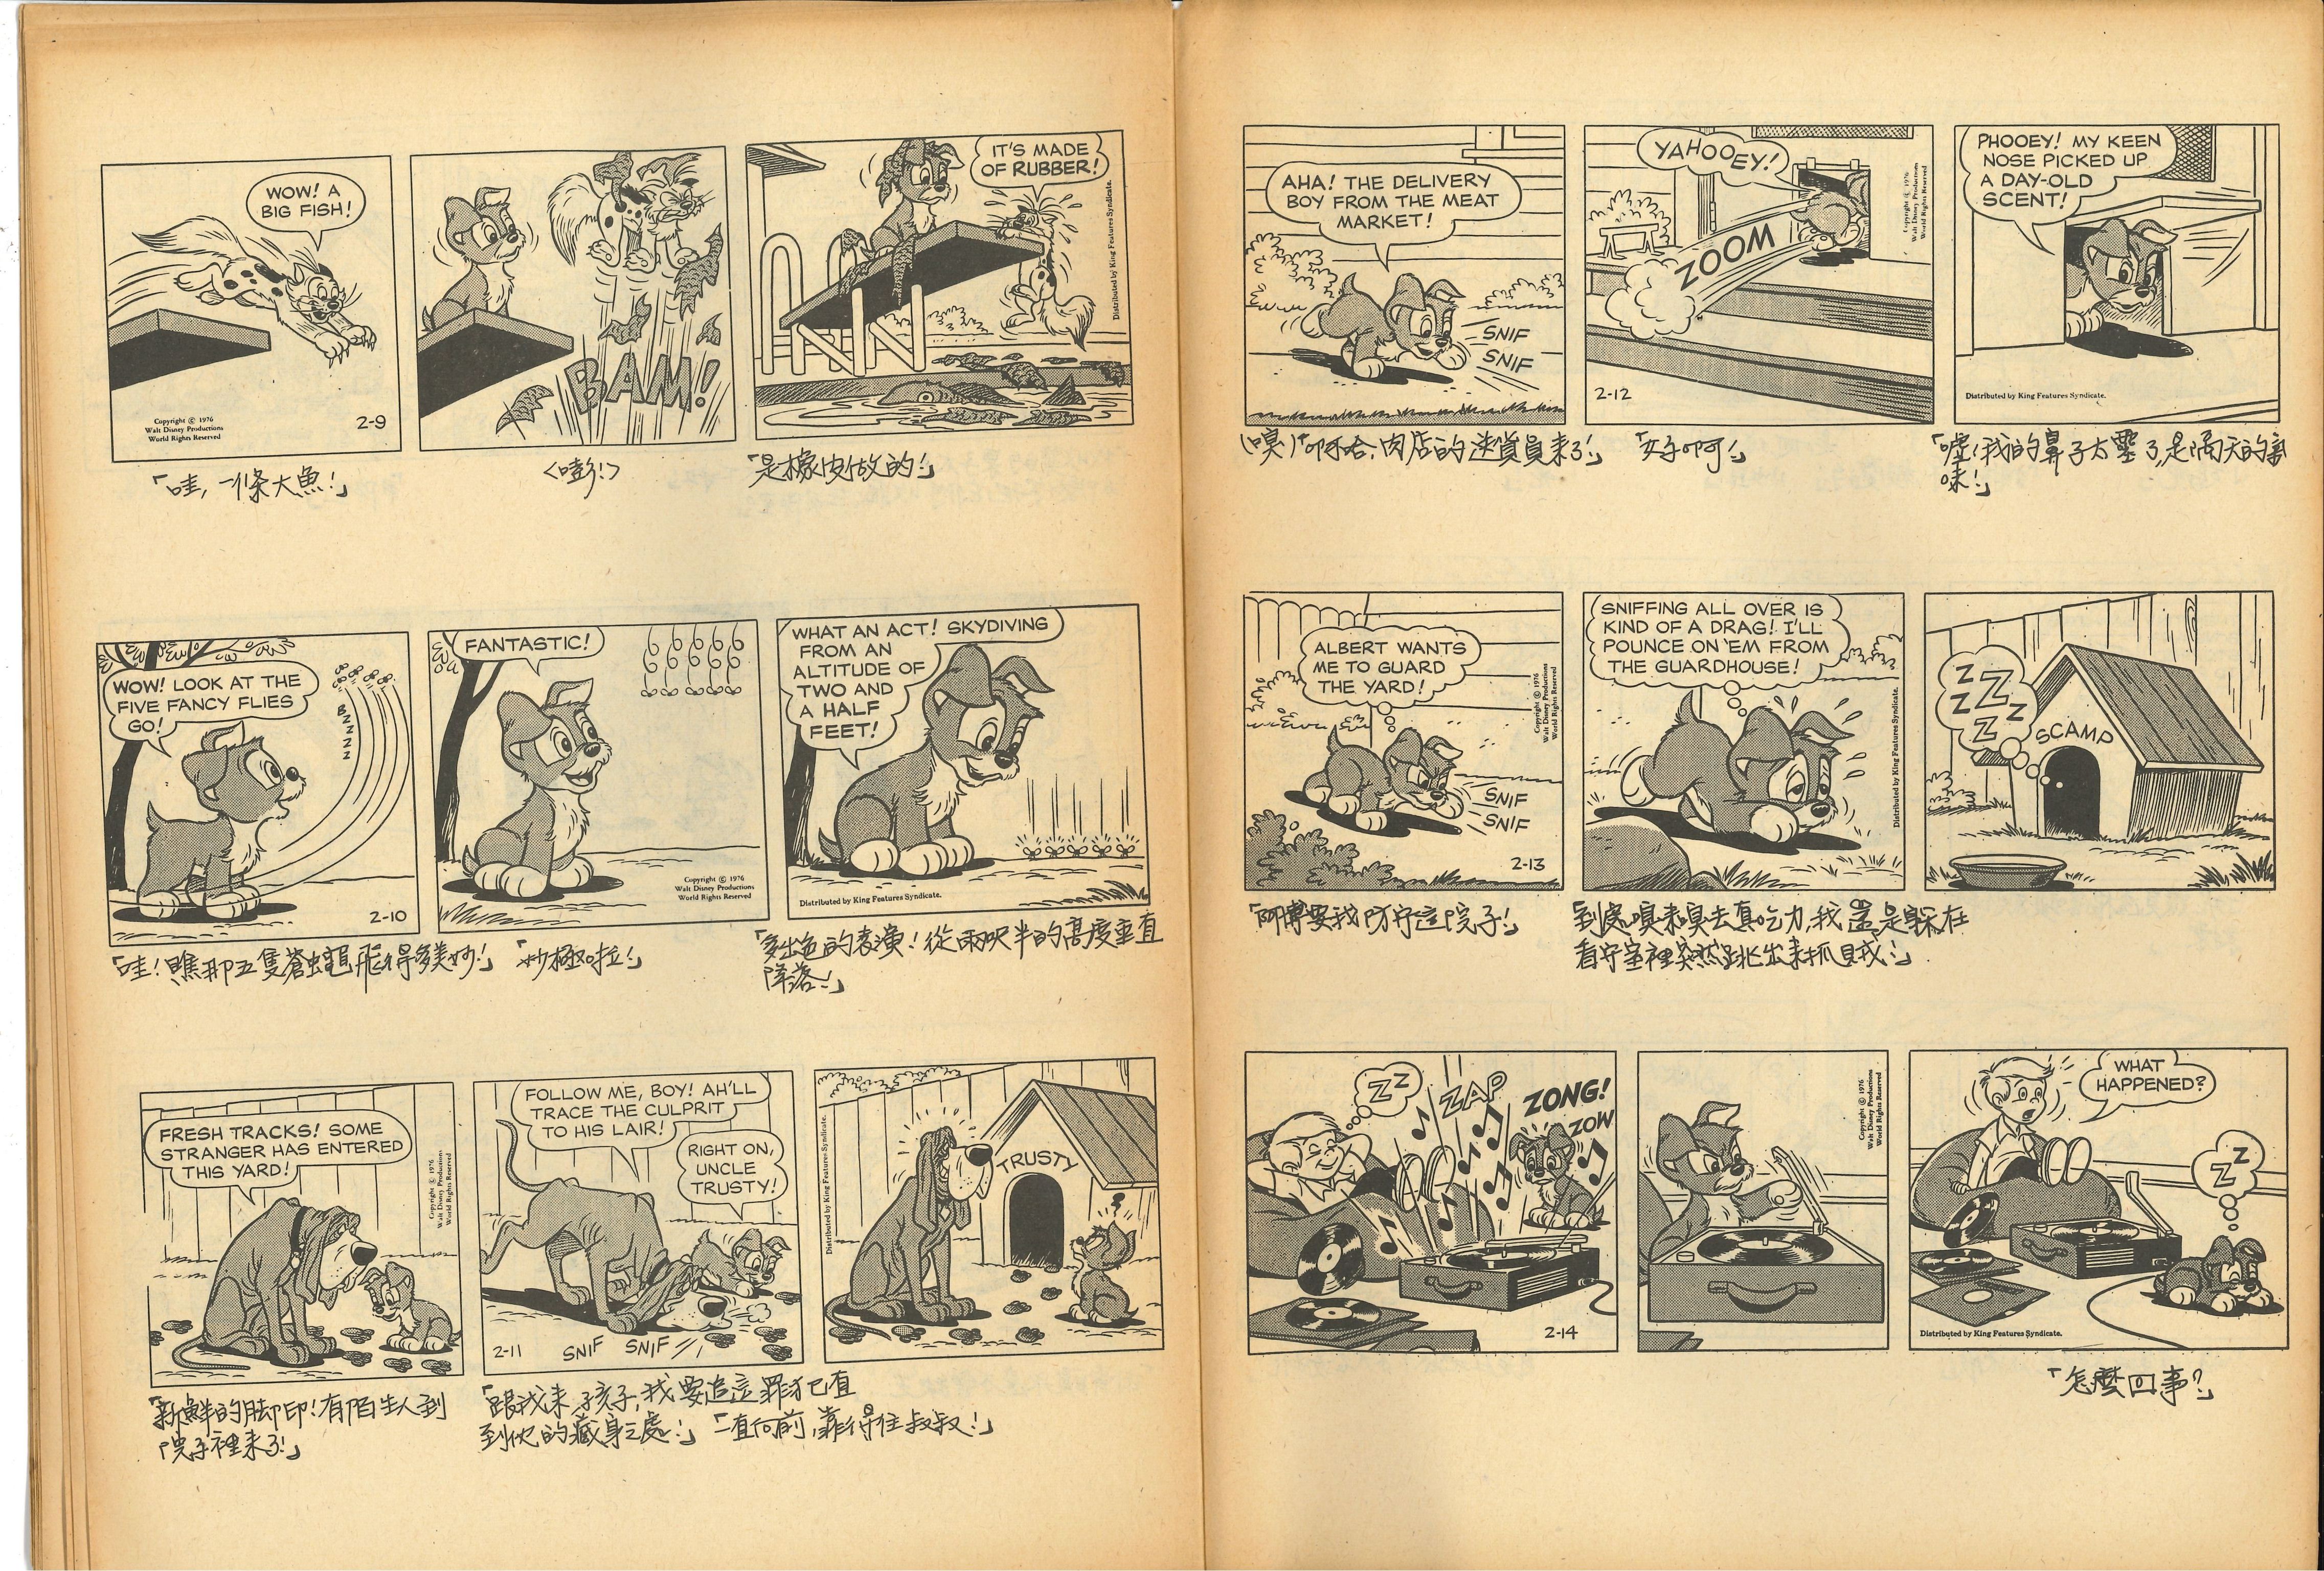 WOW! A
BIG FISH!
Copyright © 1976
Walt Disney Productions
World Rights Reserved
2-9
BAM!
IT'S MADE
OF RUBBER!
Distributed by King Features Syndicate.
「哇,一條大魚!」
〈嘭!〉
「是橡皮做的!」
WOW! LOOK AT THE
FIVE FANCY FLIES
GO!
BZZZZ
2-10
FANTASTIC!
Copyright © 1976
Walt Disney Productions
World Rights Reserved
WHAT AN ACT! SKYDIVING
FROM AN
ALTITUDE OF
TWO AND
A HALF
FEET!
Distributed by King Features Syndicate.
「哇!瞧那五隻蒼蠅飛得多美妙!」
「妙極啦!」
「多出色的表演!從兩呎半的高度垂直
降落!」
FRESH TRACKS! SOME
STRANGER HAS ENTERED
THIS YARD!
Copyright © 1976
Walt Disney Productions
World Rights Reserved
FOLLOW ME, BOY! AH'LL
TRACE THE CULPRIT
TO HIS LAIR!
RIGHT ON,
UNCLE
TRUSTY!
2-11
SNIF SNIF
Distributed by King Features Syndicate.
TRUSTY
?
「新鮮的腳印!有陌生人到
院子裡來了!」
「跟我來,孩子,我要追這罪犯直
到他的藏身之處!」
「一直向前,靠得住叔叔!」
AHA! THE DELIVERY
BOY FROM THE MEAT
MARKET!
SNIF
SNIF
YAHOOEY!
ZOOM
Copyright © 1976
Walt Disney Productions
World Rights Reserved
2-12
PHOOEY! MY KEEN
NOSE PICKED UP
A DAY-OLD
SCENT!
Distributed by King Features Syndicate.
(嗅)「啊哈,肉店的送貨員來了!」
「好啊!」
「噓!我的鼻子太靈了,是隔天的
味!」
ALBERT WANTS
ME TO GUARD
THE YARD!
SNIF
SNIF
Copyright © 1976
Walt Disney Productions
World Rights Reserved
2-13
SNIFFING ALL OVER IS
KIND OF A DRAG! I'LL
POUNCE ON 'EM FROM
THE GUARDHOUSE!
Distributed by King Features Syndicate.
Z Z Z Z Z Z
SCAMP
「阿博要我防守這院子!」
「到處嗅來嗅去真吃力,我還是躲在
看守室裡突然跳出來抓賊!」
Z Z
ZAP
ZONG!
ZOW
2-14
Copyright © 1976
Walt Disney Productions
World Rights Reserved
WHAT
HAPPENED?
Z Z
Distributed by King Features Syndicate.
「怎麼回事?」